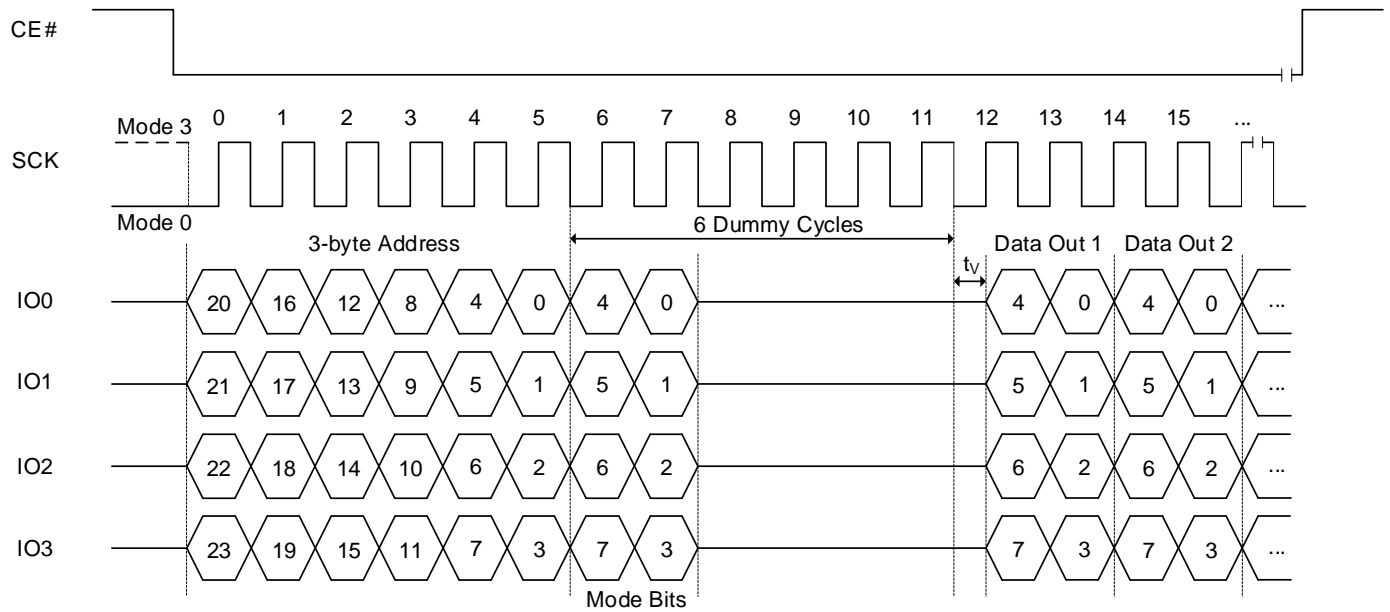 CE#
Mode 3
0 1 2 3 4 5 6 7 8 9 10 11 12 13 14 15 ...
SCK
Mode 0
6 Dummy Cycles
3-byte Address
Data Out 1 Data Out 2
tV
IO0 20 16 12 8 4 0 4 0 4 0 4 0 ...
IO1 21 17 13 9 5 1 5 1 5 1 5 1 ...
IO2 22 18 14 10 6 2 6 2 6 2 6 2 ...
IO3 23 19 15 11 7 3 7 3 7 3 7 3 ...
Mode Bits